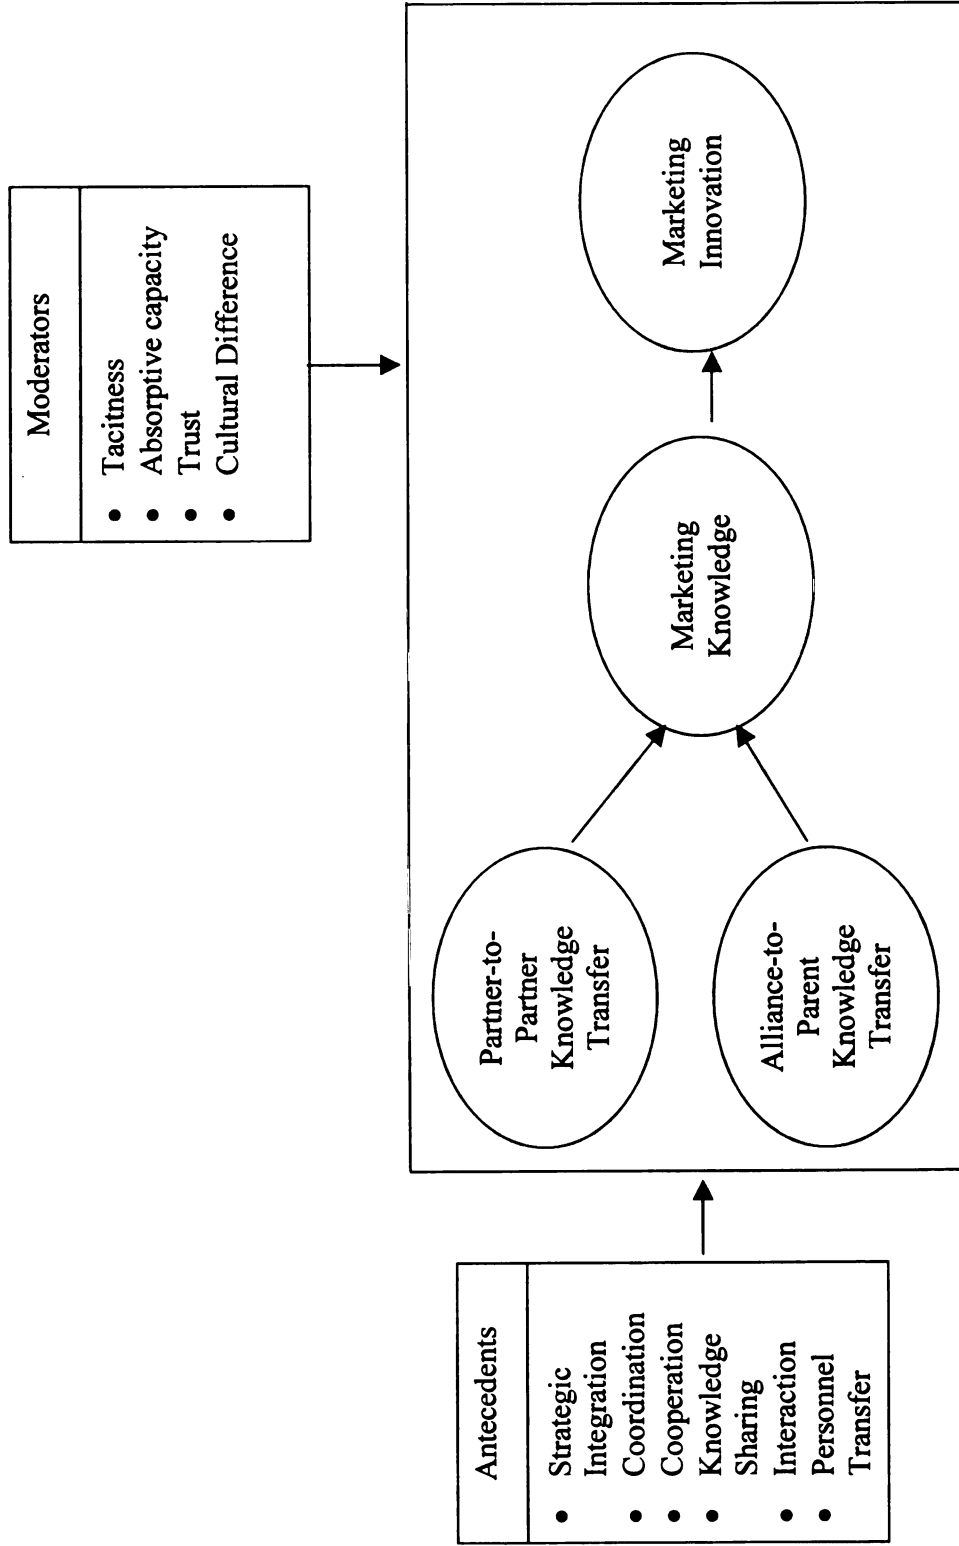 Moderators
• Tacitness
• Absorptive capacity
• Trust
• Cultural Difference
Antecedents
• Strategic
Integration
• Coordination
• Cooperation
• Knowledge
Sharing
• Interaction
• Personnel
Transfer
Partner-to-
Partner
Knowledge
Transfer
Alliance-to-
Parent
Knowledge
Transfer
Marketing
Knowledge
Marketing
Innovation